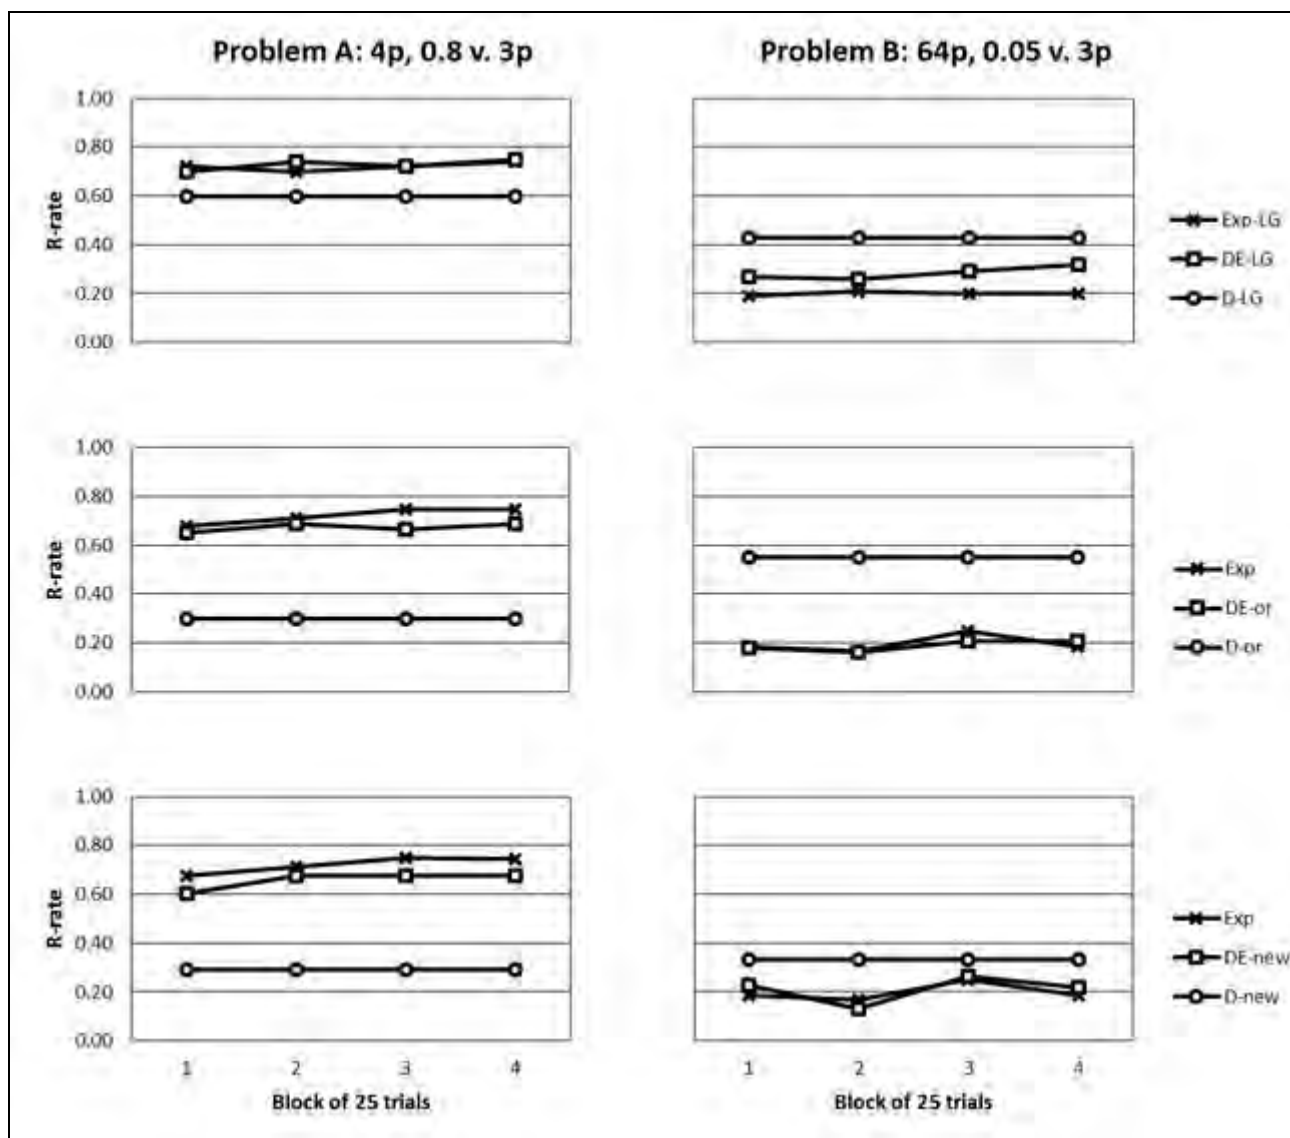 Problem A: 4p, 0.8 v. 3p
Problem B: 64p, 0.05 v. 3p
1.00
0.80
0.60
0.40
0.20
0.00
R-rate
Exp-LG
DE-LG
D-LG
1.00
0.80
0.60
0.40
0.20
0.00
R-rate
Exp
DE-or
D-or
1.00
0.80
0.60
0.40
0.20
0.00
R-rate
Exp
DE-new
D-new
1 2 3 4
Block of 25 trials
1 2 3 4
Block of 25 trials